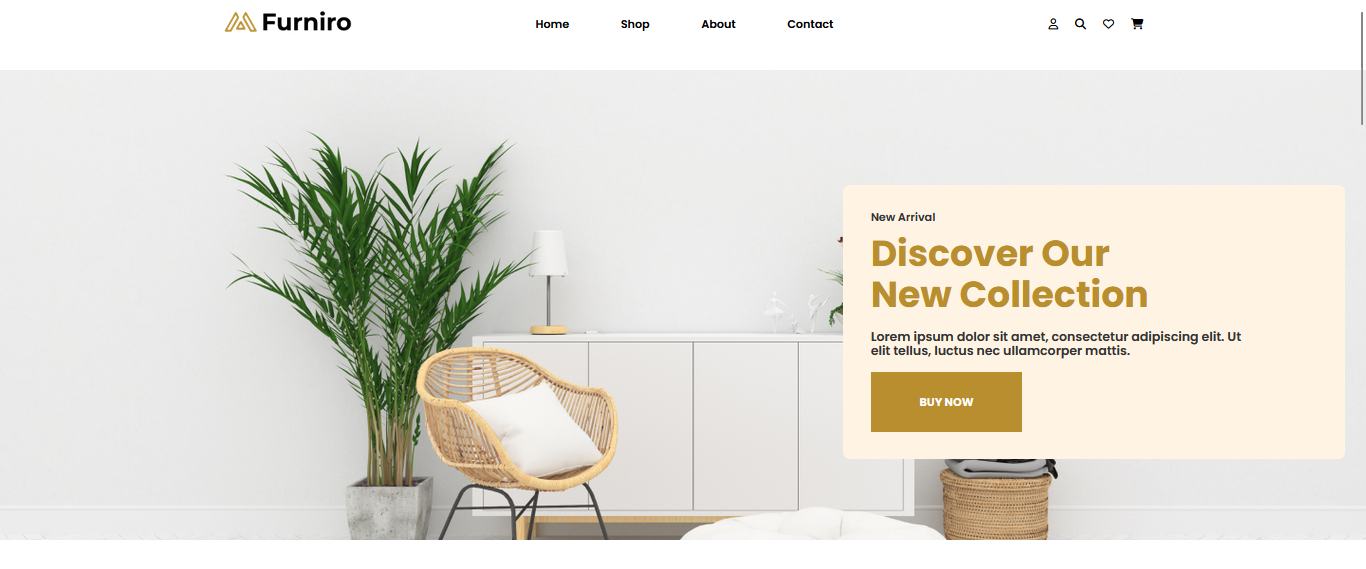 Furniro
Home
Shop
About
Contact
New Arrival
Discover Our
New Collection
Lorem ipsum dolor sit amet, consectetur adipiscing elit. Ut
elit tellus, luctus nec ullamcorper mattis.
BUY NOW